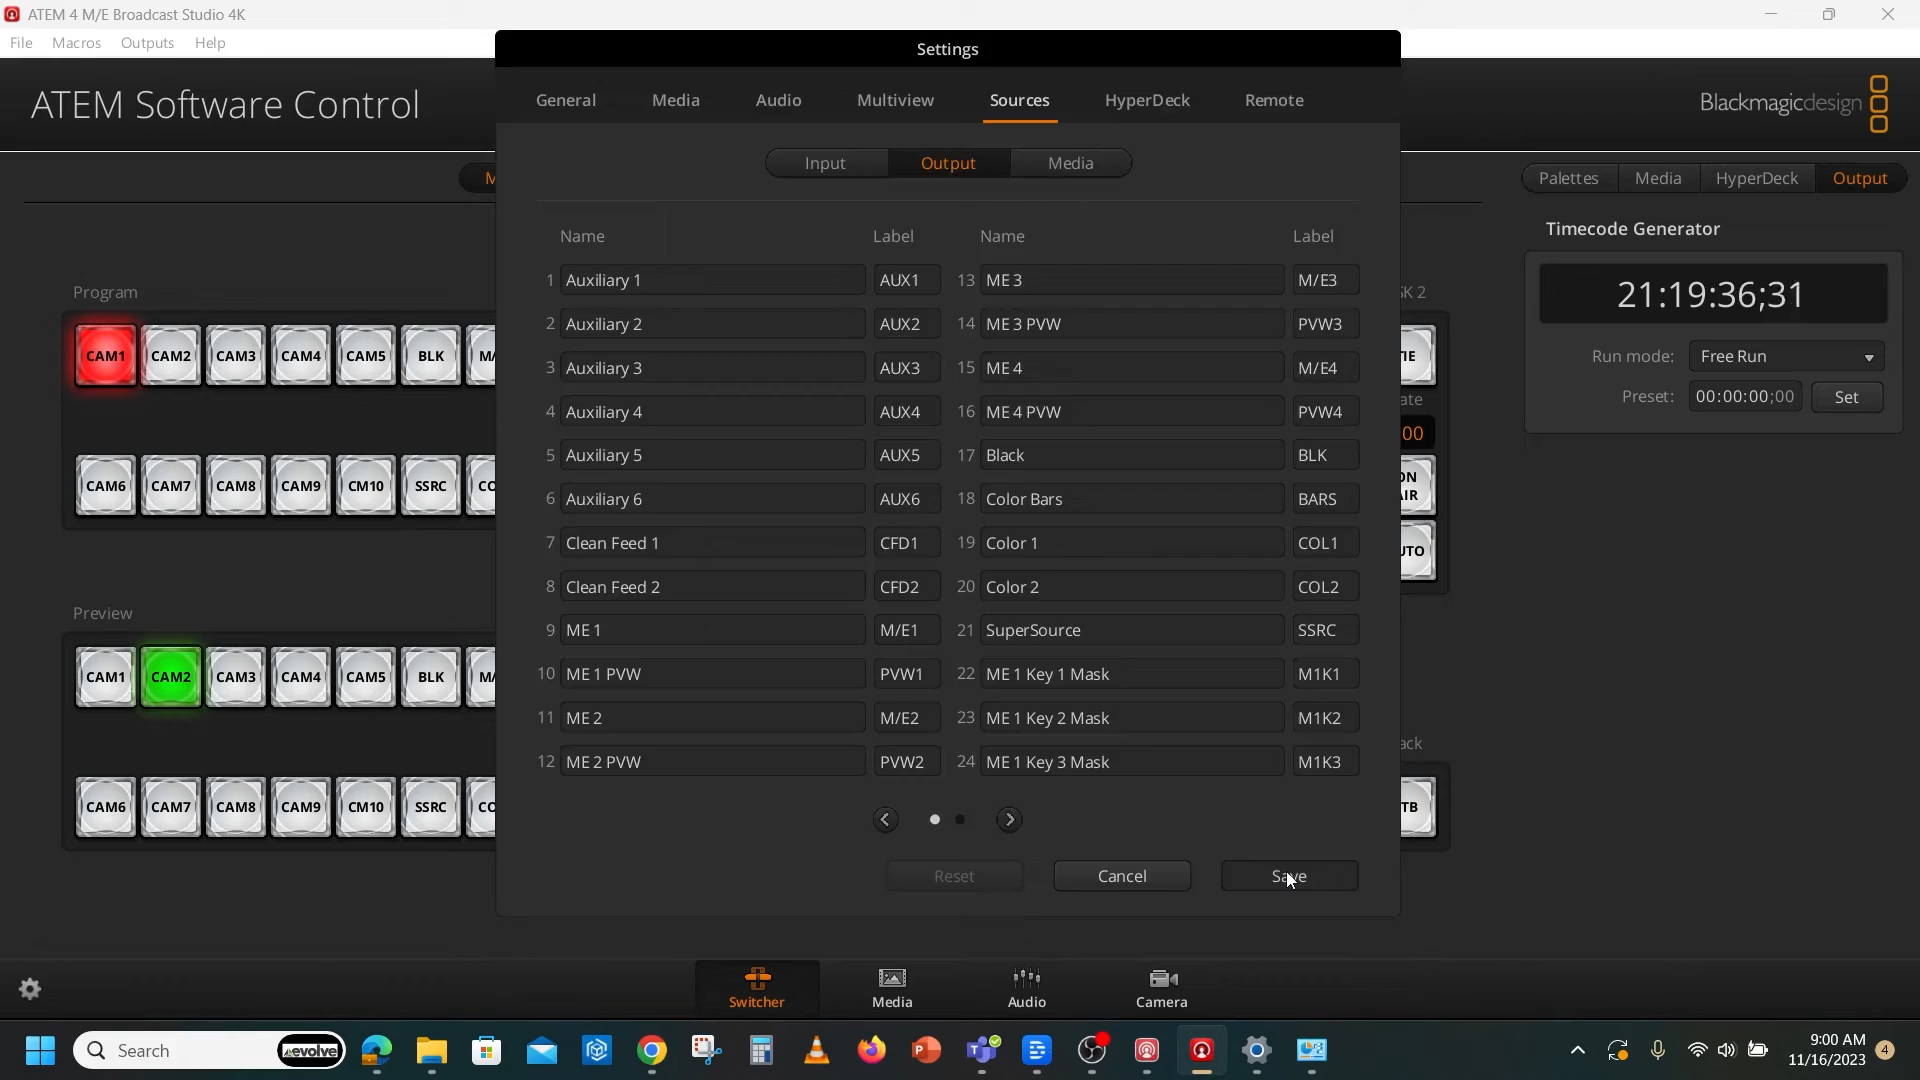 ATEM 4 M/E Broadcast Studio 4K
File Macros Outputs Help
Settings
ATEM Software Control
General Media Audio Multiview Sources HyperDeck Remote
Blackmagicdesign
Input Output Media
Palettes Media HyperDeck Output
Timecode Generator
21:19:36;31
Run mode: Free Run
Preset: 00:00:00;00 Set
Name Label Name Label
1 Auxiliary 1 AUX1 13 ME 3 M/E3
2 Auxiliary 2 AUX2 14 ME 3 PVW PVW3
3 Auxiliary 3 AUX3 15 ME 4 M/E4
4 Auxiliary 4 AUX4 16 ME 4 PVW PVW4
5 Auxiliary 5 AUX5 17 Black BLK
6 Auxiliary 6 AUX6 18 Color Bars BARS
7 Clean Feed 1 CFD1 19 Color 1 COL1
8 Clean Feed 2 CFD2 20 Color 2 COL2
9 ME 1 M/E1 21 SuperSource SSRC
10 ME 1 PVW PVW1 22 ME 1 Key 1 Mask M1K1
11 ME 2 M/E2 23 ME 1 Key 2 Mask M1K2
12 ME 2 PVW PVW2 24 ME 1 Key 3 Mask M1K3
Reset Cancel Save
Program
CAM1 CAM2 CAM3 CAM4 CAM5 BLK
CAM6 CAM7 CAM8 CAM9 CM10 SSRC
Preview
CAM1 CAM2 CAM3 CAM4 CAM5 BLK
CAM6 CAM7 CAM8 CAM9 CM10 SSRC
Switcher Media Audio Camera
Search evolve
9:00 AM
11/16/2023 4